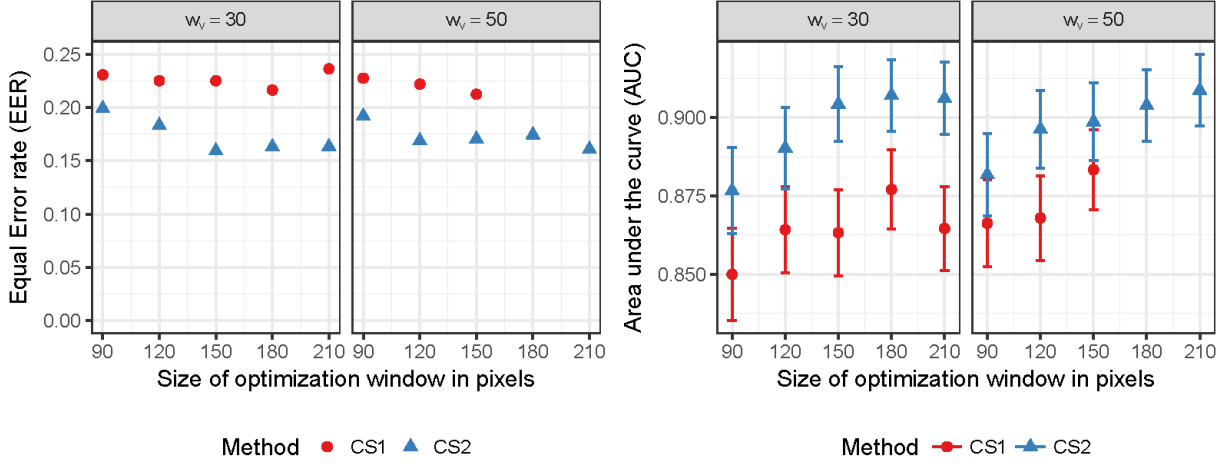 w_v = 30
w_v = 50
Equal Error rate (EER)
0.25
0.20
0.15
0.10
0.05
0.00
90 120 150 180 210 90 120 150 180 210
Size of optimization window in pixels
Method CS1 CS2
w_v = 30
w_v = 50
Area under the curve (AUC)
0.900
0.875
0.850
90 120 150 180 210 90 120 150 180 210
Size of optimization window in pixels
Method CS1 CS2